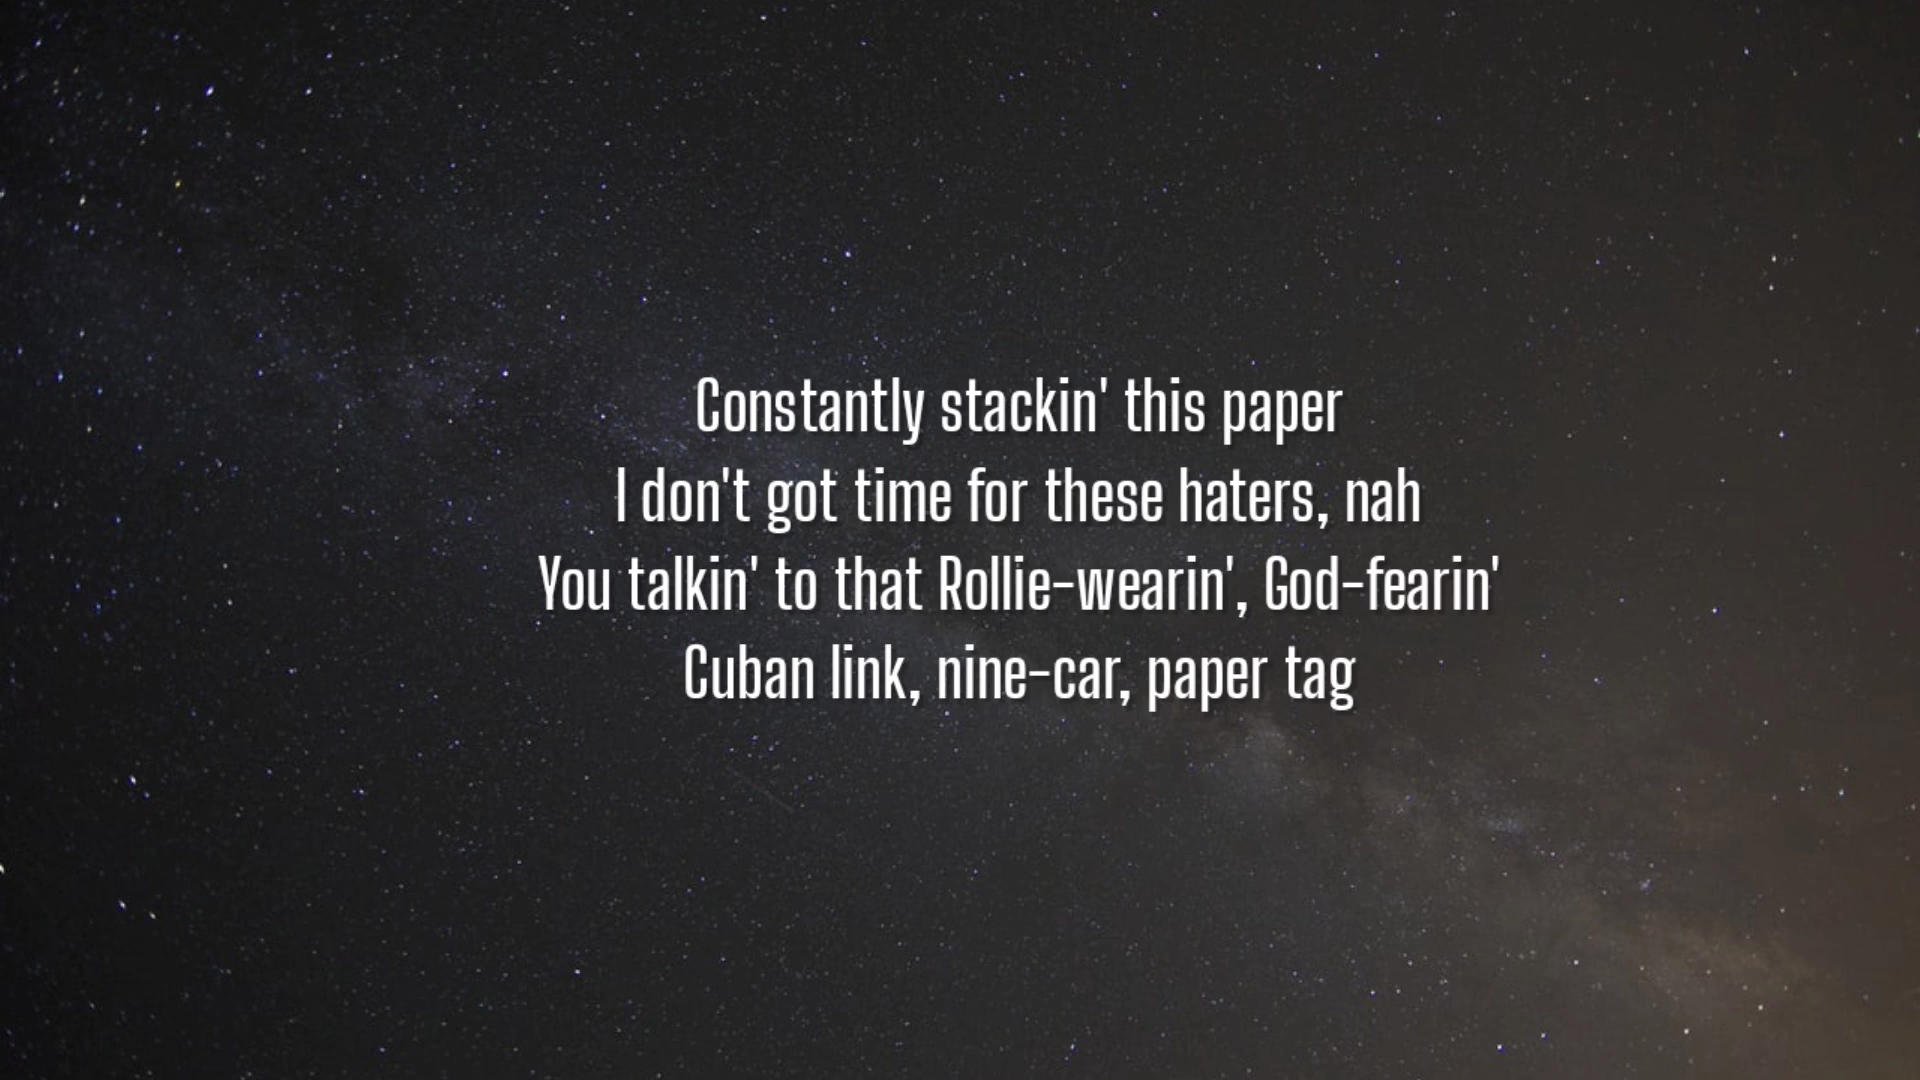 Constantly stackin' this paper
I don't got time for these haters, nah
You talkin' to that Rollie-wearin', God-fearin'
Cuban link, nine-car, paper tag